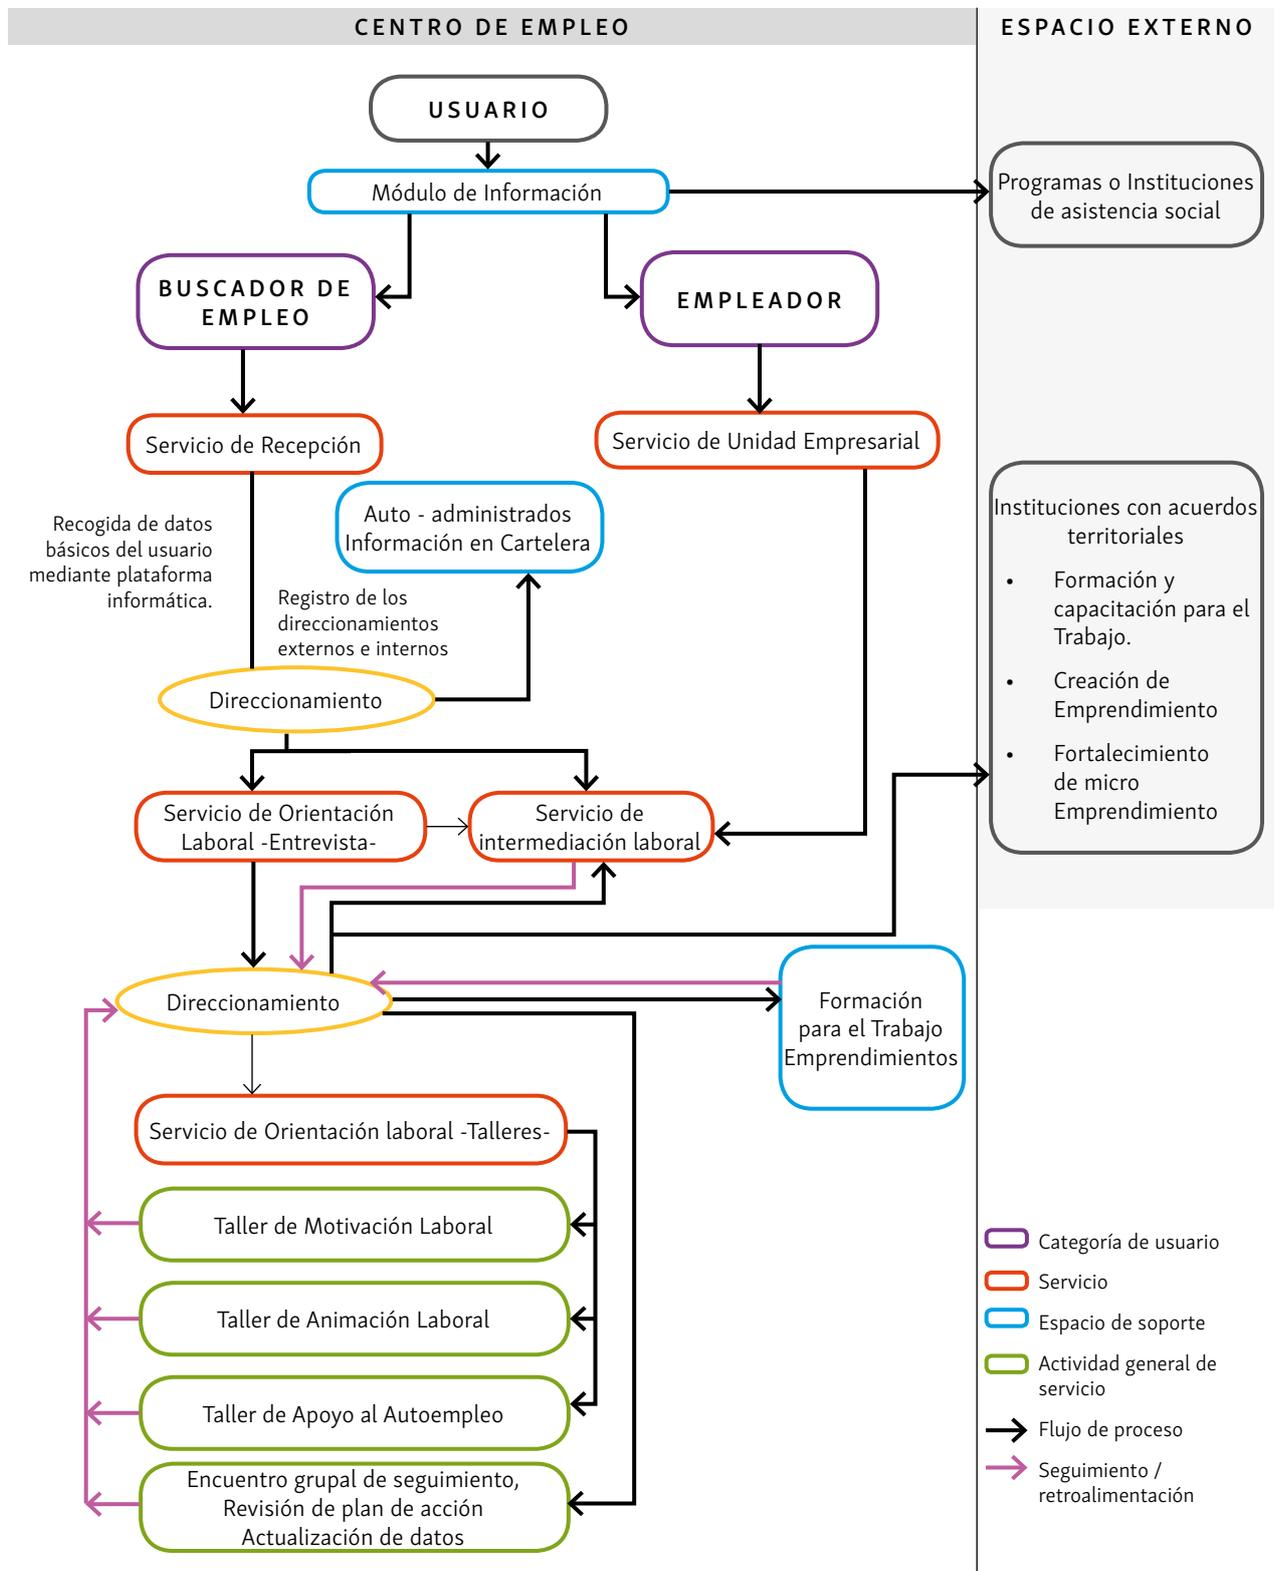 CENTRO DE EMPLEO
ESPACIO EXTERNO
USUARIO
Módulo de Información
Programas o Instituciones
de asistencia social
BUSCADOR DE
EMPLEO
EMPLEADOR
Servicio de Recepción
Servicio de Unidad Empresarial
Auto - administrados
Información en Cartelera
Recogida de datos
básicos del usuario
mediante plataforma
informática.
Registro de los
direccionamientos
externos e internos
Instituciones con acuerdos
territoriales
• Formación y
capacitación para el
Trabajo.
• Creación de
Emprendimiento
• Fortalecimiento
de micro
Emprendimiento
Direccionamiento
Servicio de Orientación
Laboral -Entrevista-
Servicio de
intermediación laboral
Direccionamiento
Formación
para el Trabajo
Emprendimientos
Servicio de Orientación laboral -Talleres-
Taller de Motivación Laboral
Taller de Animación Laboral
Taller de Apoyo al Autoempleo
Encuentro grupal de seguimiento,
Revisión de plan de acción
Actualización de datos
Categoría de usuario
Servicio
Espacio de soporte
Actividad general de
servicio
Flujo de proceso
Seguimiento /
retroalimentación